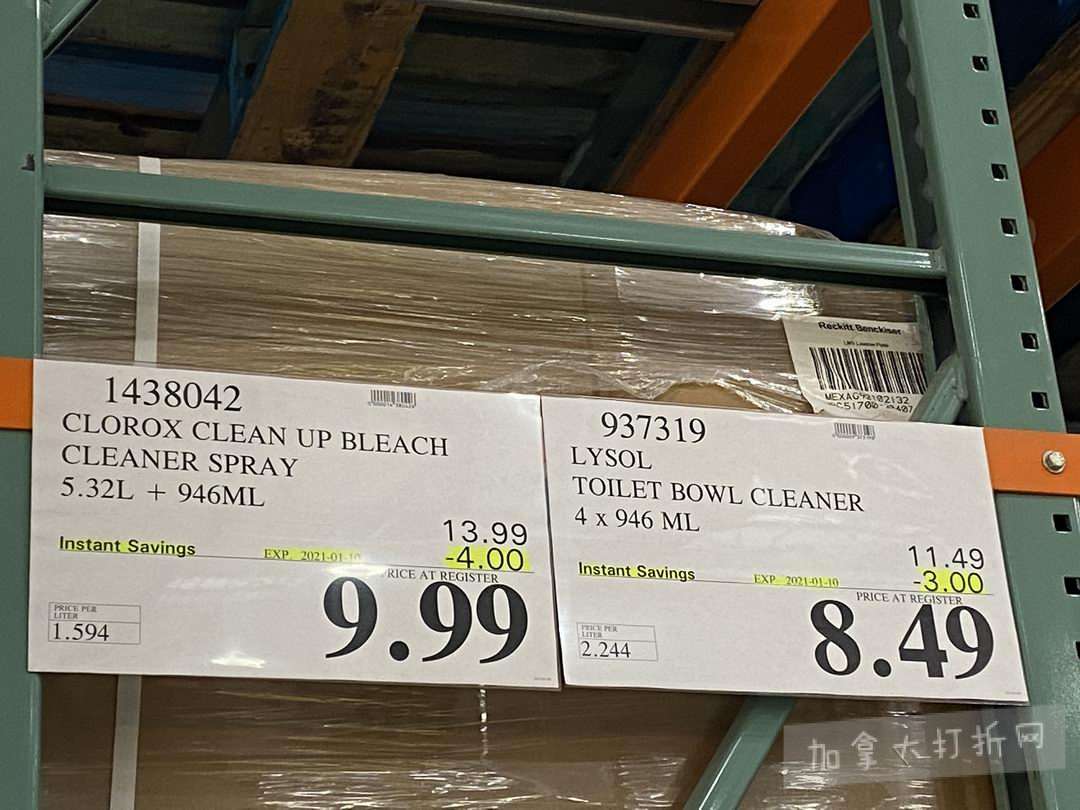 Reckitt Benckiser
1438042
CLOROX CLEAN UP BLEACH
CLEANER SPRAY
5.32L + 946ML
13.99
Instant Savings EXP. 2021-01-10 -4.00
PRICE AT REGISTER
9.99
PRICE PER
LITER
1.594
937319
LYSOL
TOILET BOWL CLEANER
4 x 946 ML
11.49
Instant Savings EXP. 2021-01-10 -3.00
PRICE AT REGISTER
8.49
PRICE PER
LITER
2.244
加拿大打折网